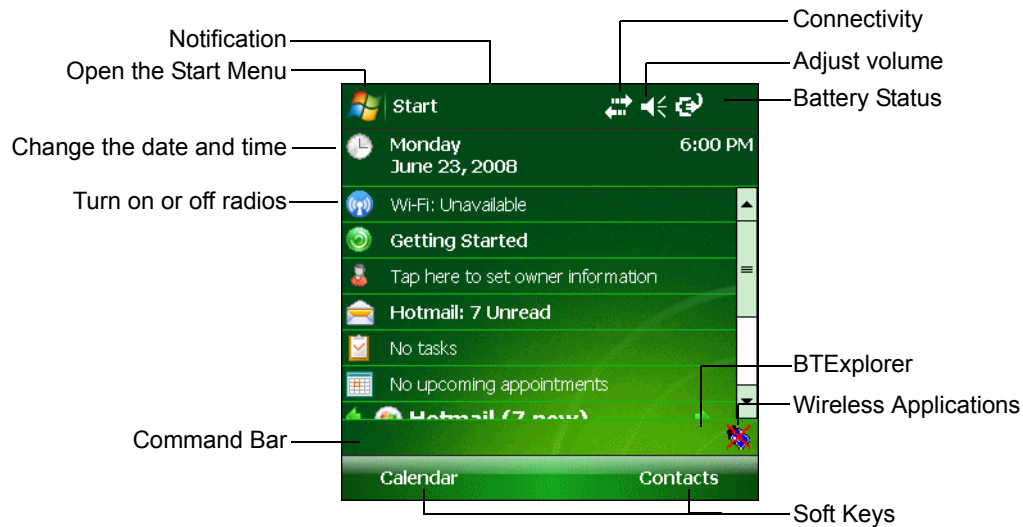 Notification
Open the Start Menu
Change the date and time
Turn on or off radios
Command Bar
Connectivity
Adjust volume
Battery Status
Start
Monday 6:00 PM
June 23, 2008
Wi-Fi: Unavailable
Getting Started
Tap here to set owner information
Hotmail: 7 Unread
No tasks
No upcoming appointments
Hotmail (7 new)
Calendar
Contacts
BTExplorer
Wireless Applications
Soft Keys